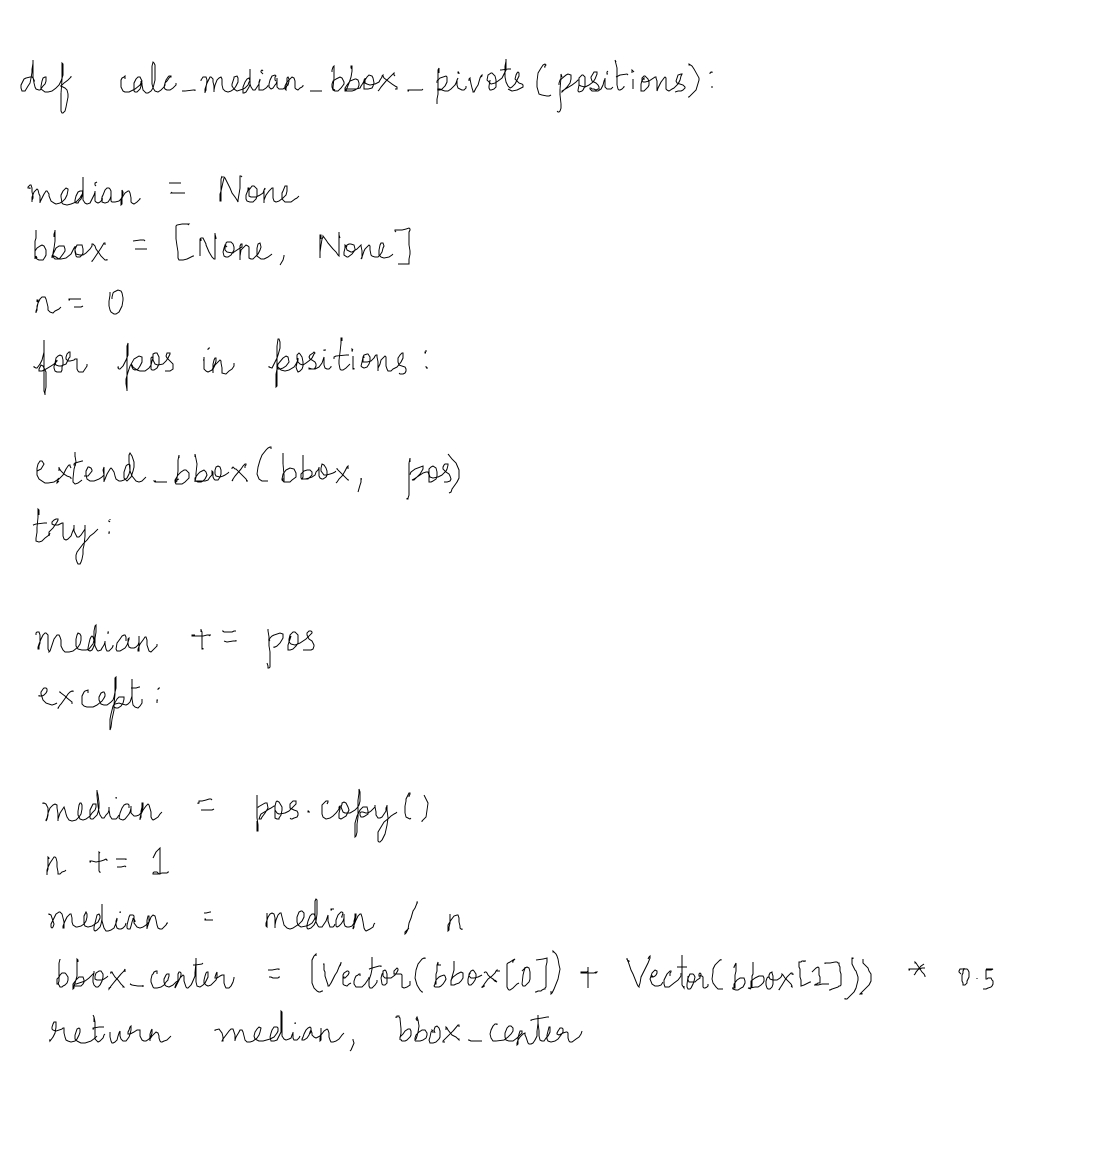 def calc_median_bbox_pivots(positions):
median = None
bbox = [None, None]
n = 0
for pos in positions:
extend_bbox(bbox, pos)
try:
median += pos
except:
median = pos.copy()
n += 1
median = median / n
bbox_center = (Vector(bbox[0]) + Vector(bbox[1])) * 0.5
return median, bbox_center